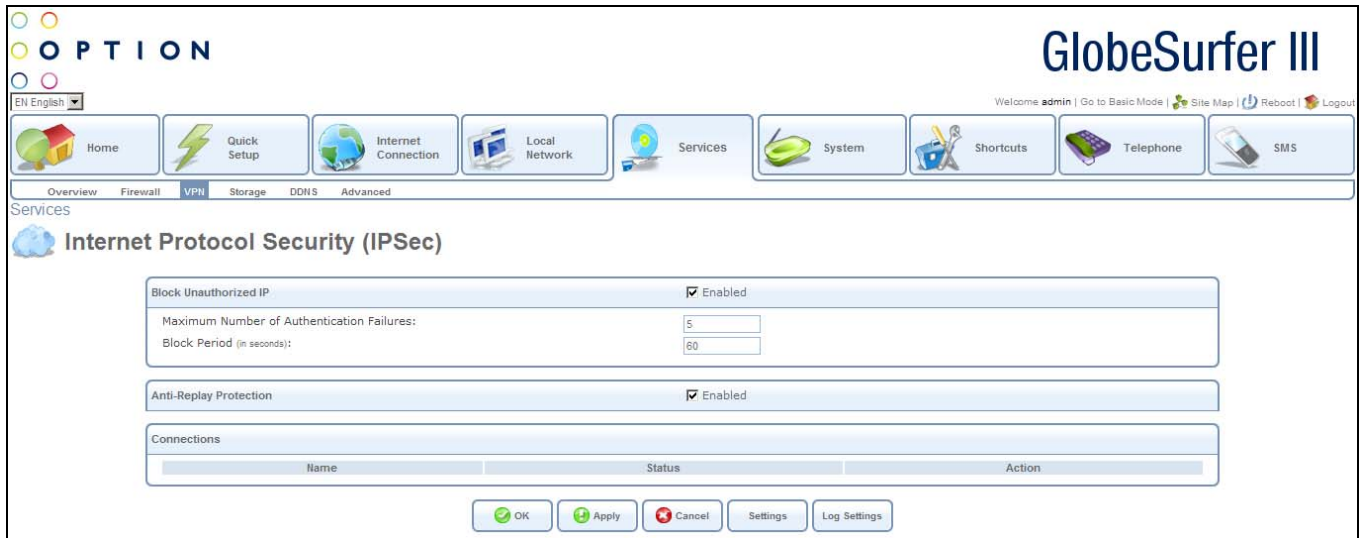 OPTION
GlobeSurfer III
EN English
Welcome admin | Go to Basic Mode | Site Map | Reboot | Logout
Home
Quick Setup
Internet Connection
Local Network
Services
System
Shortcuts
Telephone
SMS
Overview Firewall VPN Storage DDNS Advanced
Services
Internet Protocol Security (IPSec)
Block Unauthorized IP Enabled
Maximum Number of Authentication Failures: 5
Block Period (in seconds): 60
Anti-Replay Protection Enabled
Connections
Name Status Action
OK Apply Cancel Settings Log Settings